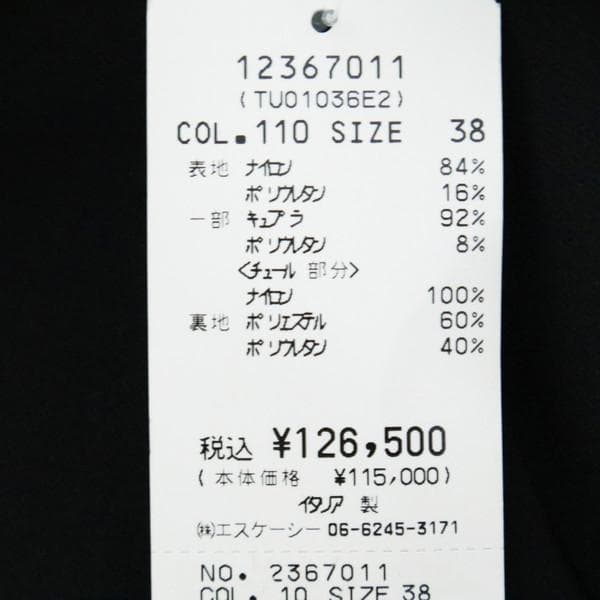 12367011
(TU01036E2)
COL.110 SIZE 38
表地 ナイロン 84%
ポリウレタン 16%
一部 キュプラ 92%
ポリウレタン 8%
<チュール 部分>
ナイロン 100%
裏地 ポリエステル 60%
ポリウレタン 40%
税込 ¥126,500
(本体価格 ¥115,000)
イタリア 製
㈱エスケーシー 06-6245-3171
NO. 2367011
COL. 10 SIZE 38